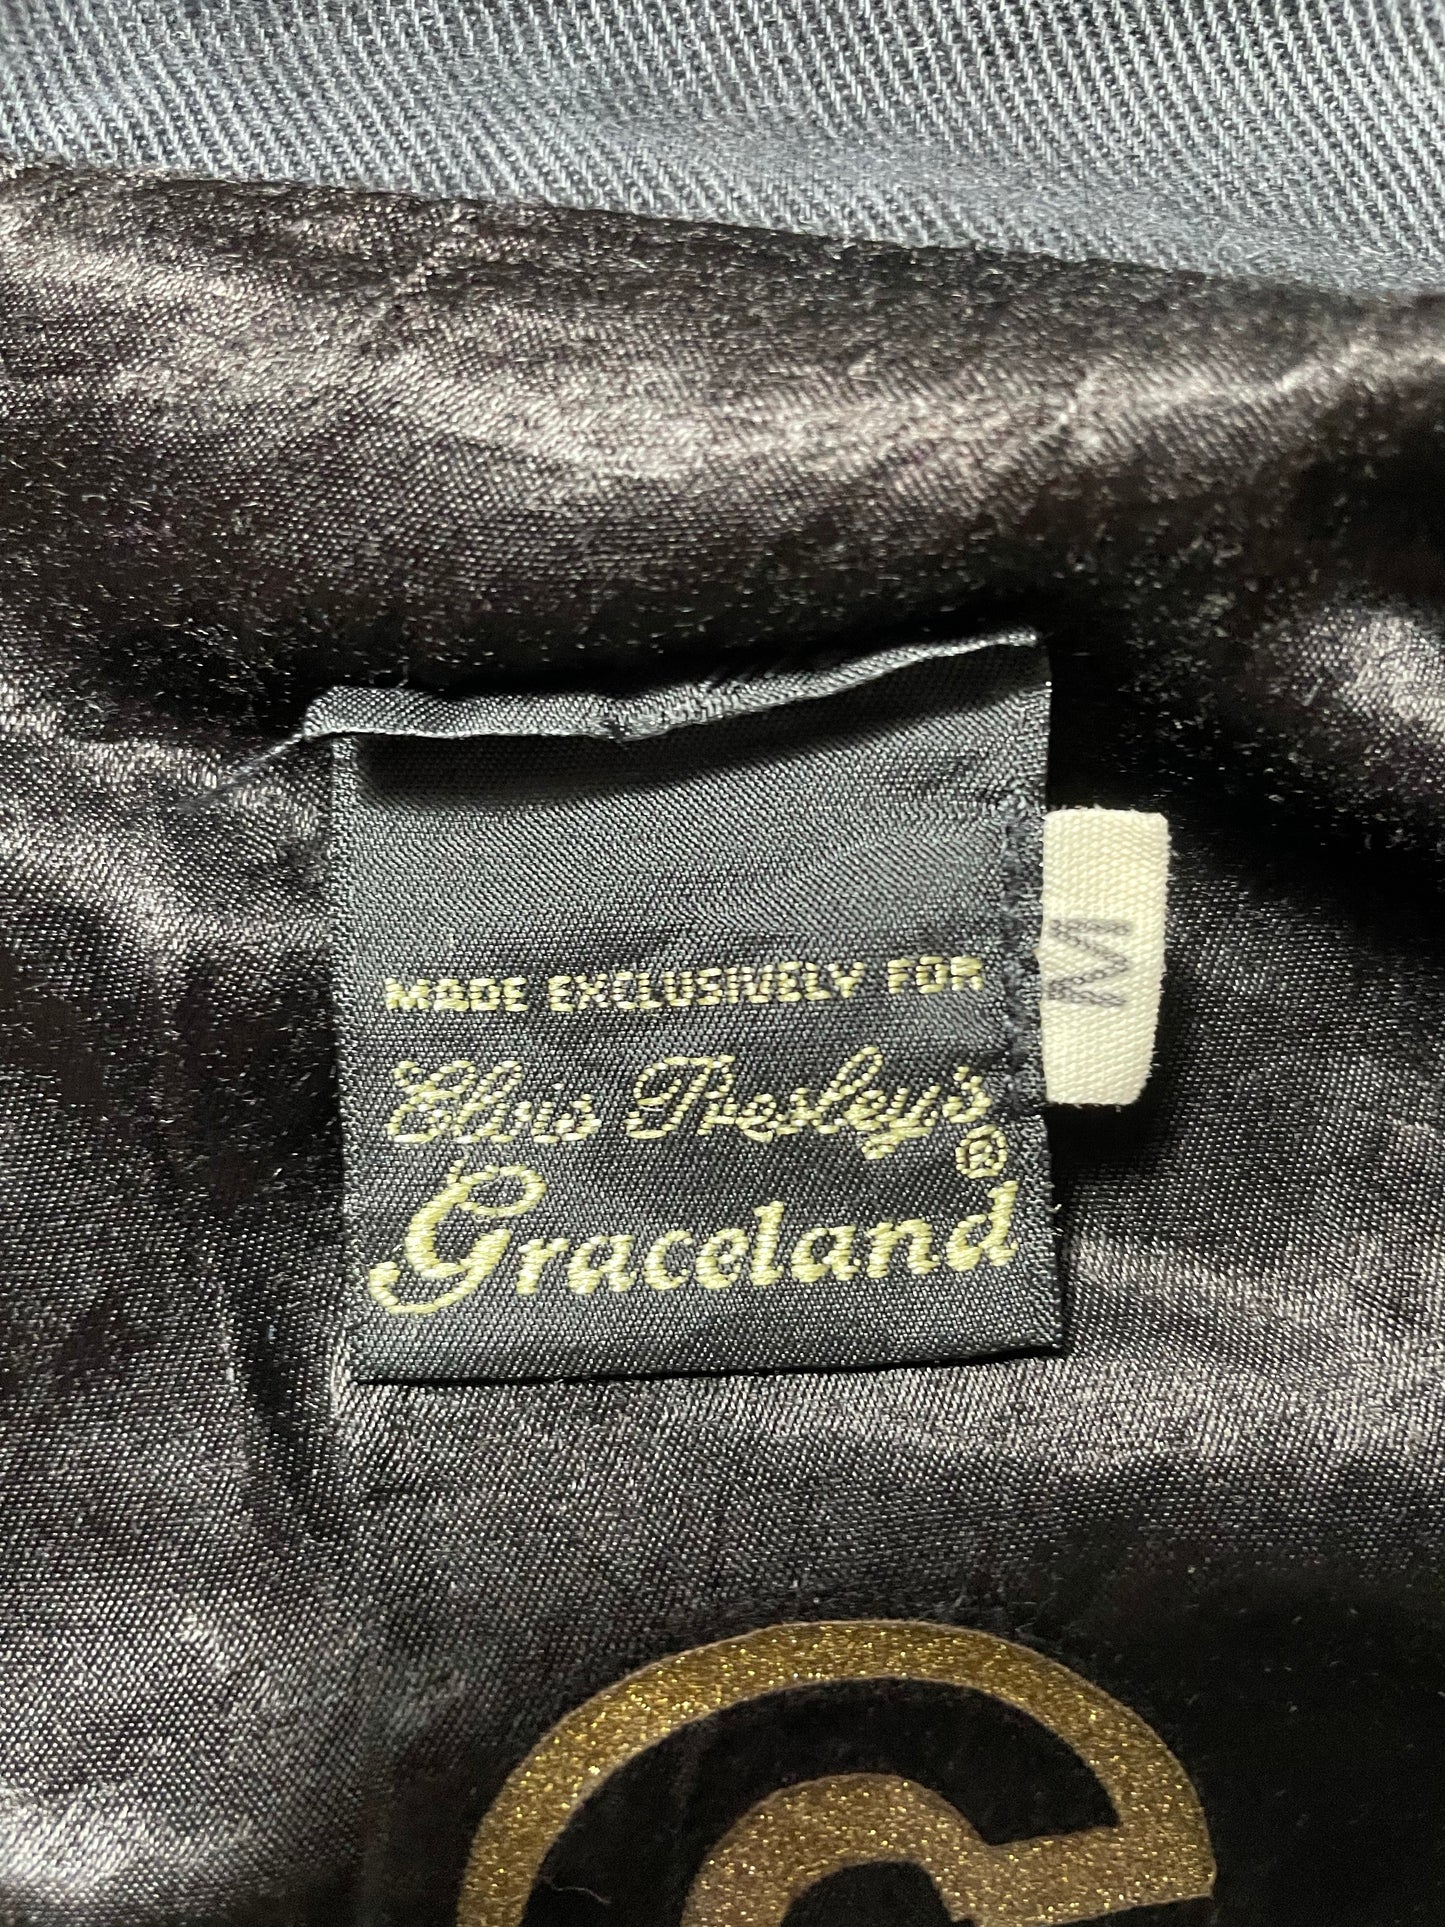 MADE EXCLUSIVELY FOR
Elvis Presley's
®
Graceland
M